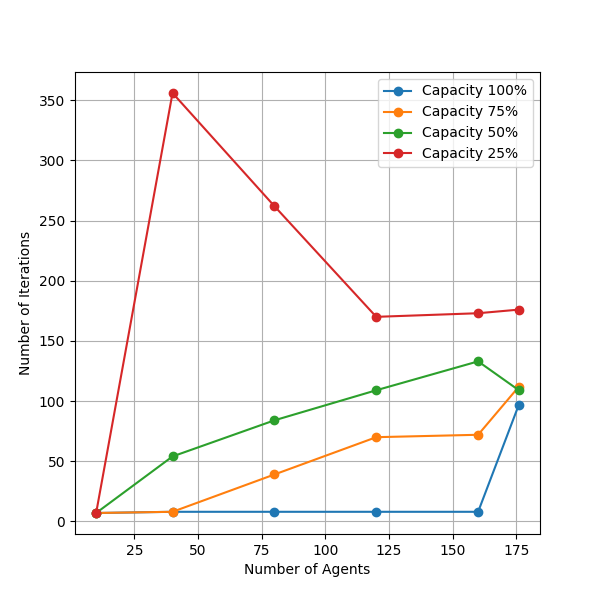 Capacity 100%
Capacity 75%
Capacity 50%
Capacity 25%
350
300
250
200
150
100
50
0
Number of Iterations
25 50 75 100 125 150 175
Number of Agents